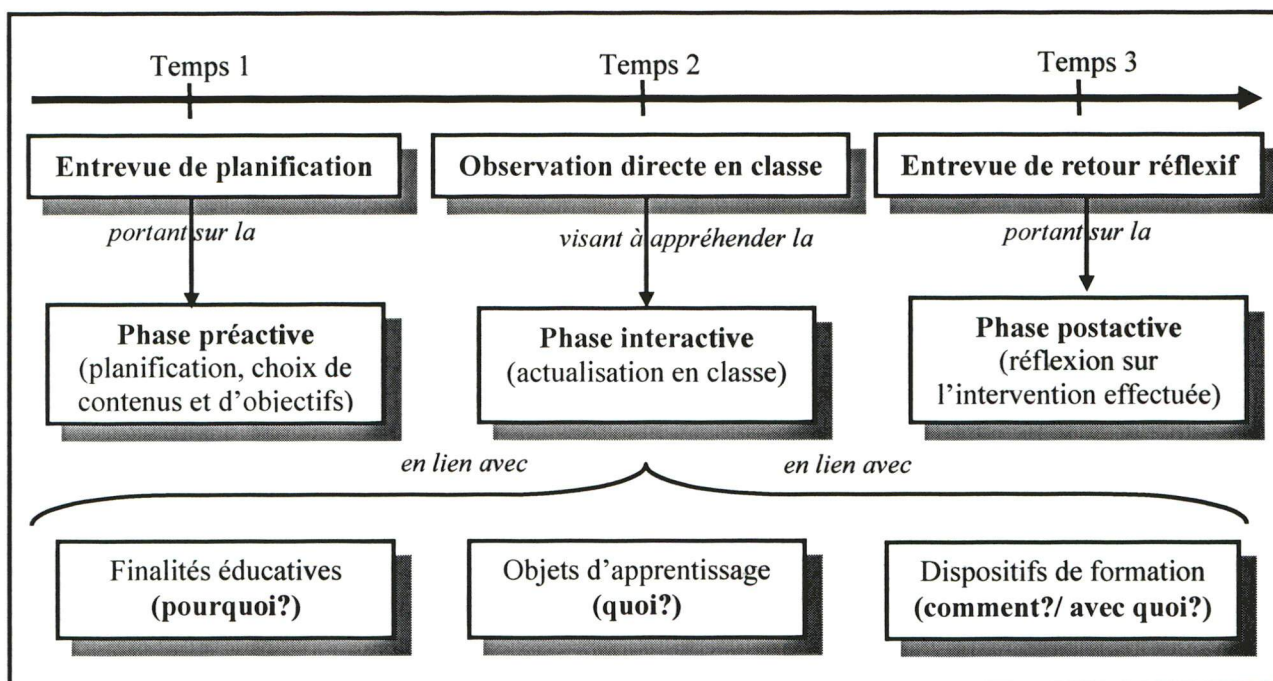 Temps 1
Temps 2
Temps 3
Entrevue de planification
Observation directe en classe
Entrevue de retour réflexif
portant sur la
visant à appréhender la
portant sur la
Phase préactive
(planification, choix de
contenus et d'objectifs)
Phase interactive
(actualisation en classe)
Phase postactive
(réflexion sur
l'intervention effectuée)
en lien avec
en lien avec
Finalités éducatives
(pourquoi?)
Objets d'apprentissage
(quoi?)
Dispositifs de formation
(comment?/ avec quoi?)